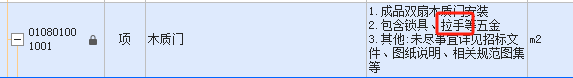 1. 成品双扇木质门安装
01080100 2. 包含锁具、拉手等五金
1001 项 木质门 3. 其他:未尽事宜详见招标文 m2
件、图纸说明、相关规范图集
等